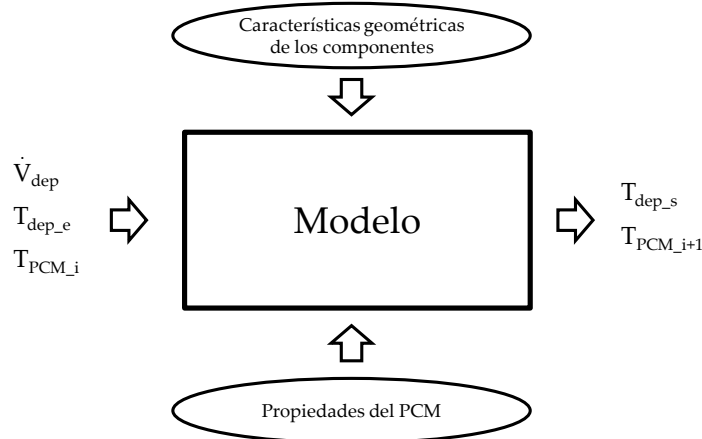 Características geométricas
de los componentes
V̇dep
Tdep_e
TPCM_i
Modelo
Tdep_s
TPCM_i+1
Propiedades del PCM